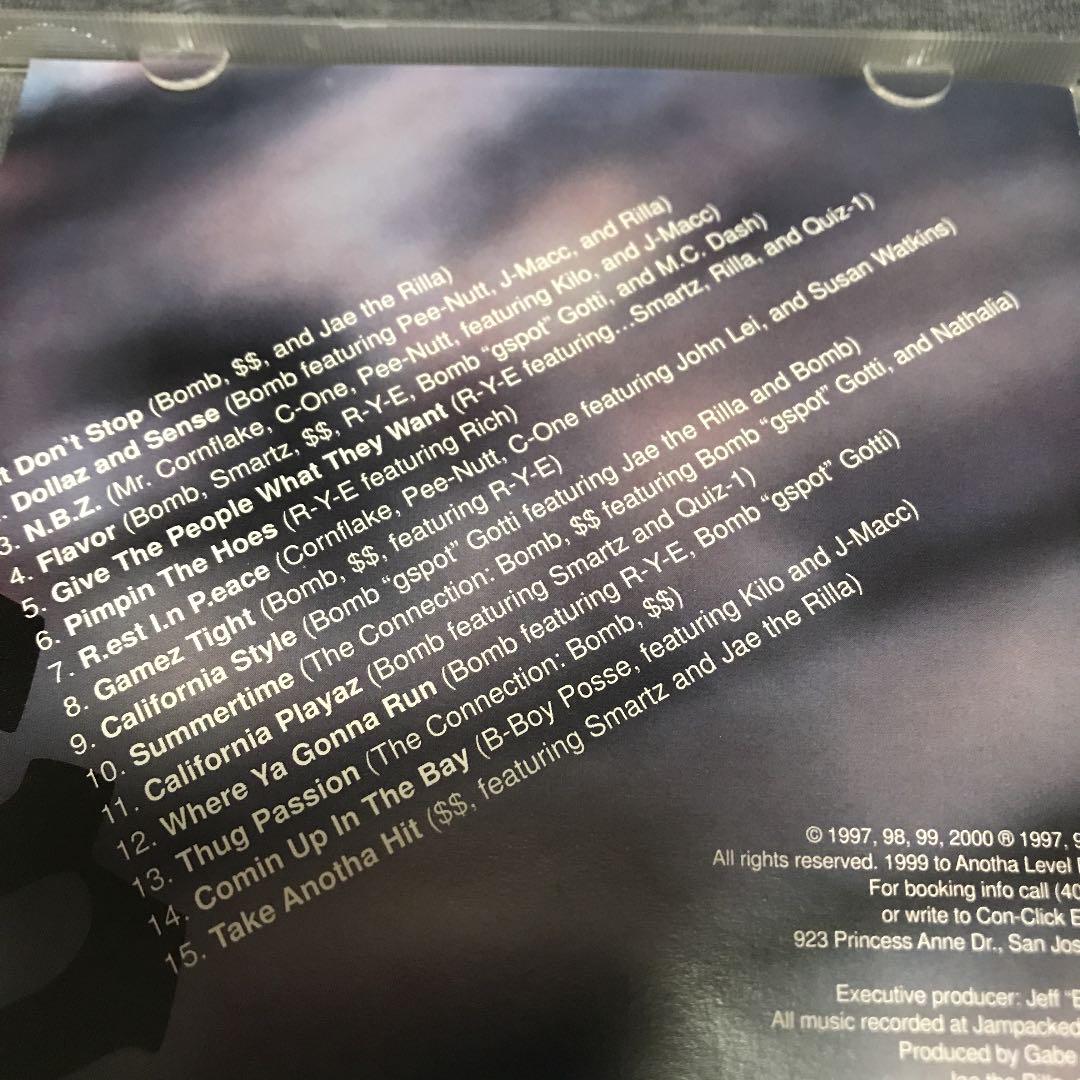 t Don't Stop (Bomb, $$, and Jae the Rilla)
Dollaz and Sense (Bomb featuring Pee-Nutt, J-Macc, and Rilla)
3. N.B.Z. (Mr. Cornflake, C-One, Pee-Nutt, featuring Kilo, and J-Macc)
4. Flavor (Bomb, Smartz, $$, R-Y-E, Bomb "gspot" Gotti, and M.C. Dash)
5. Give The People What They Want (R-Y-E featuring...Smartz, Rilla, and Quiz-1)
6. Pimpin The Hoes (R-Y-E featuring Rich)
7. R.est I.n P.eace (Cornflake, Pee-Nutt, C-One featuring John Lei, and Susan Watkins)
8. Gamez Tight (Bomb, $$, featuring R-Y-E)
9. California Style (Bomb "gspot" Gotti featuring Jae the Rilla and Bomb)
10. Summertime (The Connection: Bomb, $$ featuring Bomb "gspot" Gotti, and Nathalia)
11. California Playaz (Bomb featuring Smartz and Quiz-1)
12. Where Ya Gonna Run (Bomb featuring R-Y-E, Bomb "gspot" Gotti)
13. Thug Passion (The Connection: Bomb, $$)
14. Comin Up In The Bay (B-Boy Posse, featuring Kilo and J-Macc)
15. Take Anotha Hit ($$, featuring Smartz and Jae the Rilla)
© 1997, 98, 99, 2000 ® 1997, 9
All rights reserved. 1999 to Anotha Level
For booking info call (40
or write to Con-Click E
923 Princess Anne Dr., San Jos
Executive producer: Jeff "B
All music recorded at Jampacked
Produced by Gabe
Jae the Rilla